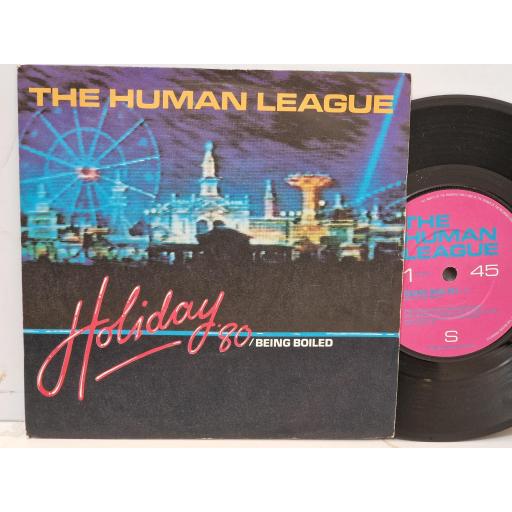 THE HUMAN LEAGUE
Holiday '80/BEING BOILED
THE
HUMAN
LEAGUE
45
S